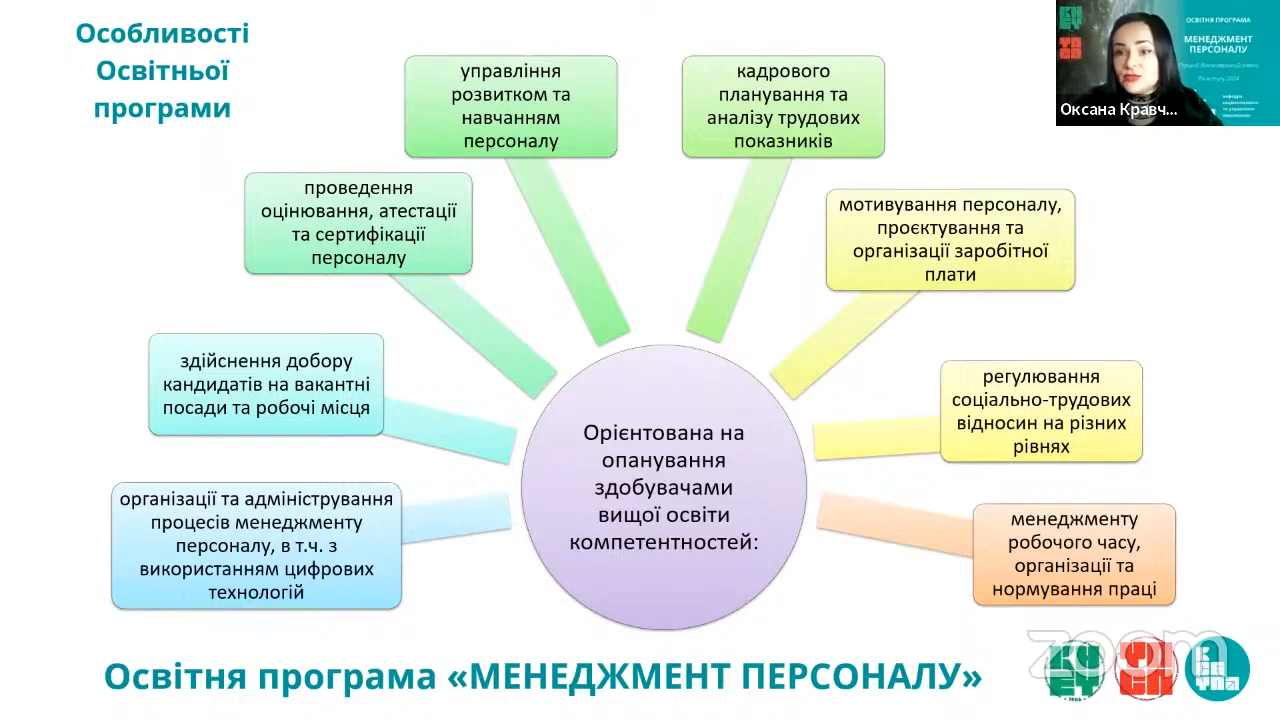 Особливості
Освітньої
програми
управління
розвитком та
навчанням
персоналу
кадрового
планування та
аналізу трудових
показників
ОСВІТНЯ ПРОГРАМА
МЕНЕДЖМЕНТ
ПЕРСОНАЛУ
Оксана Кравч...
проведення
оцінювання, атестації
та сертифікації
персоналу
мотивування персоналу,
проєктування та
організації заробітної
плати
здійснення добору
кандидатів на вакантні
посади та робочі місця
регулювання
соціально-трудових
відносин на різних
рівнях
Орієнтована на
опанування
здобувачами
вищої освіти
компетентностей:
організації та адміністрування
процесів менеджменту
персоналу, в т.ч. з
використанням цифрових
технологій
менеджменту
робочого часу,
організації та
нормування праці
zoom
Освітня програма «МЕНЕДЖМЕНТ ПЕРСОНАЛУ»